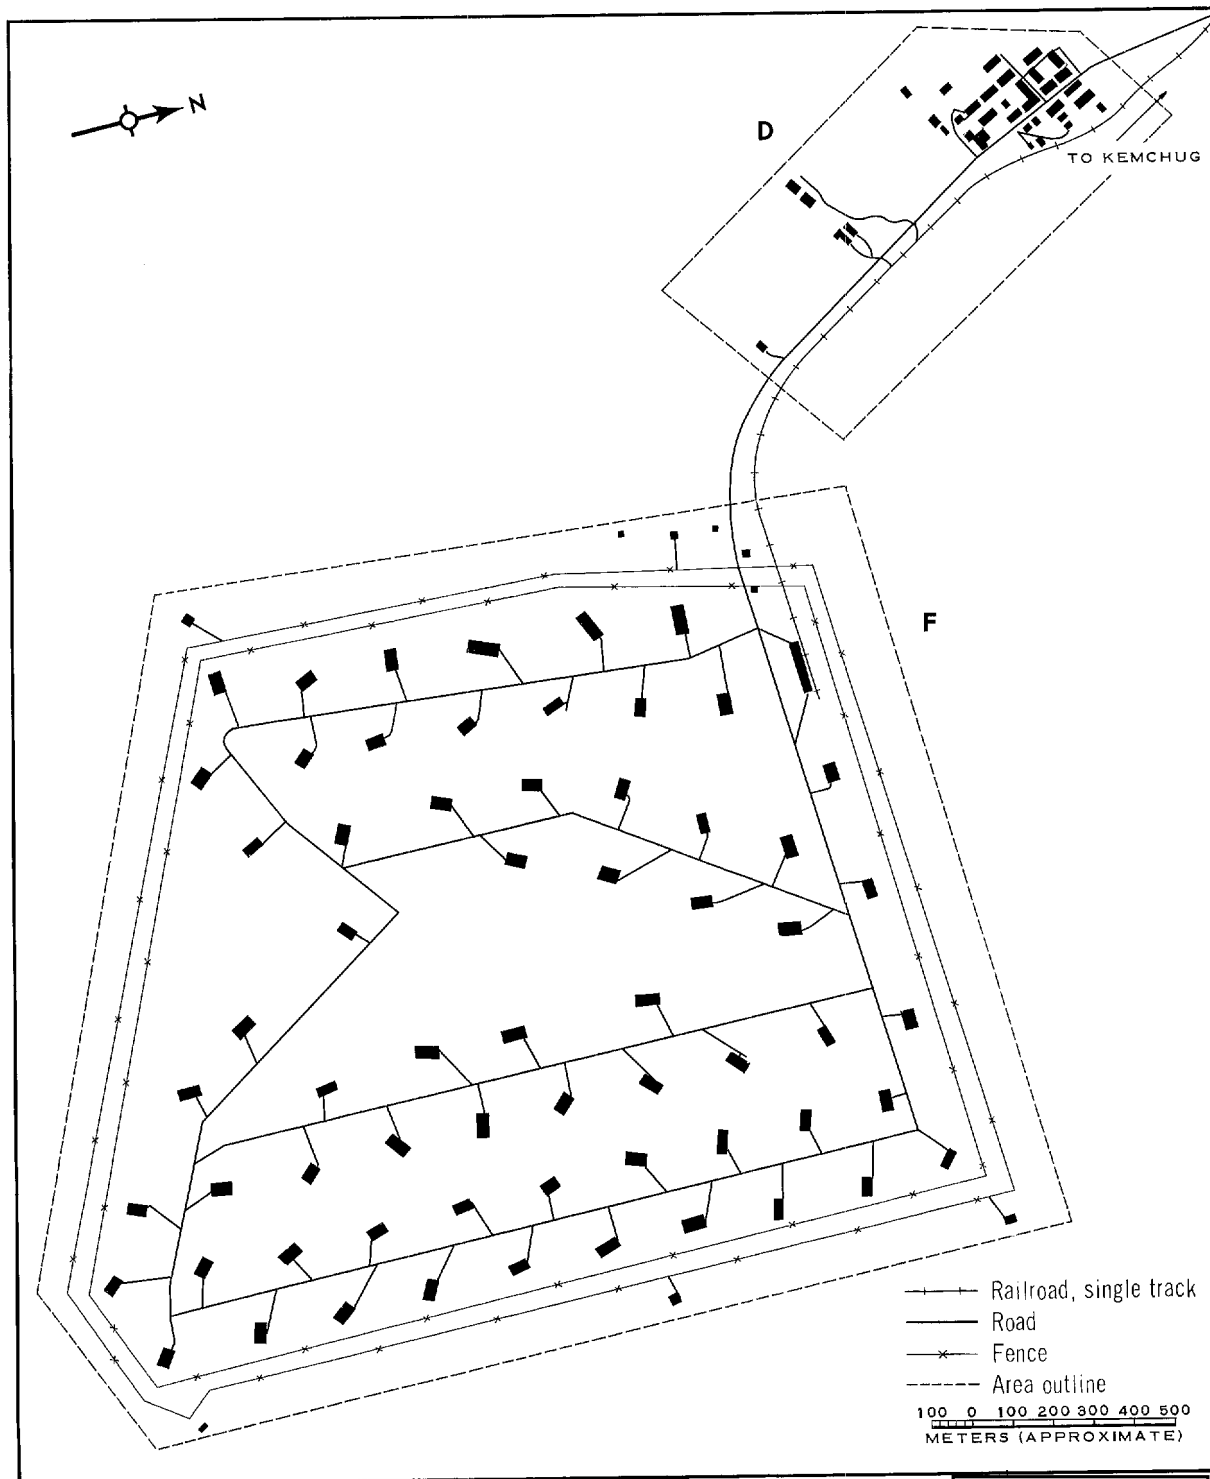 N
D
TO KEMCHUG
F
Railroad, single track
Road
Fence
Area outline
100 0 100 200 300 400 500
METERS (APPROXIMATE)